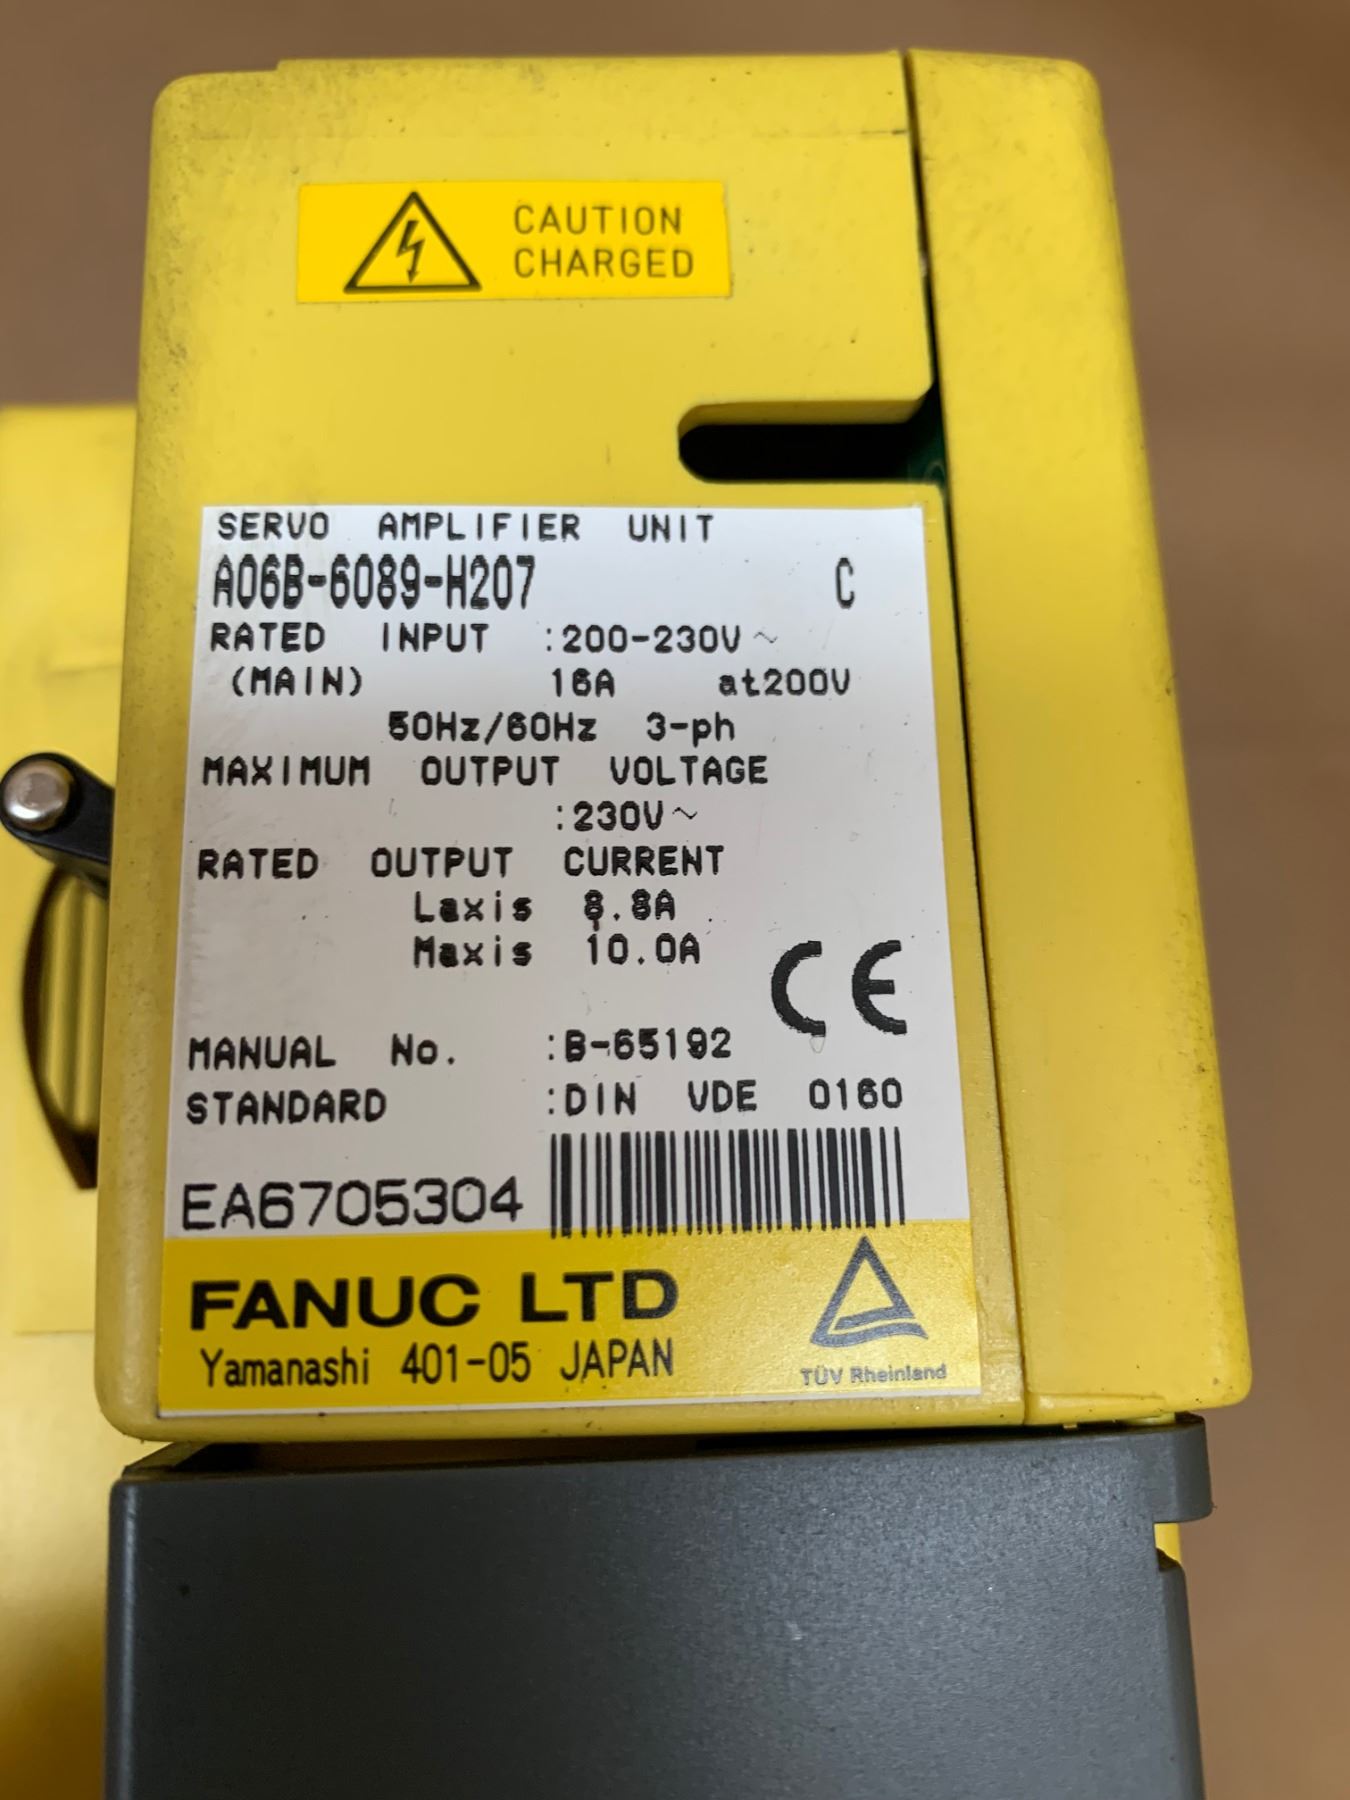 CAUTION
CHARGED
SERVO AMPLIFIER UNIT
A06B-6089-H207 C
RATED INPUT :200-230V~
(MAIN) 16A at200V
50Hz/60Hz 3-ph
MAXIMUM OUTPUT VOLTAGE
:230V~
RATED OUTPUT CURRENT
Laxis 8.8A
Maxis 10.0A
CE
MANUAL No. :B-65192
STANDARD :DIN VDE 0160
EA6705304
FANUC LTD
Yamanashi 401-05 JAPAN
TÜV Rheinland